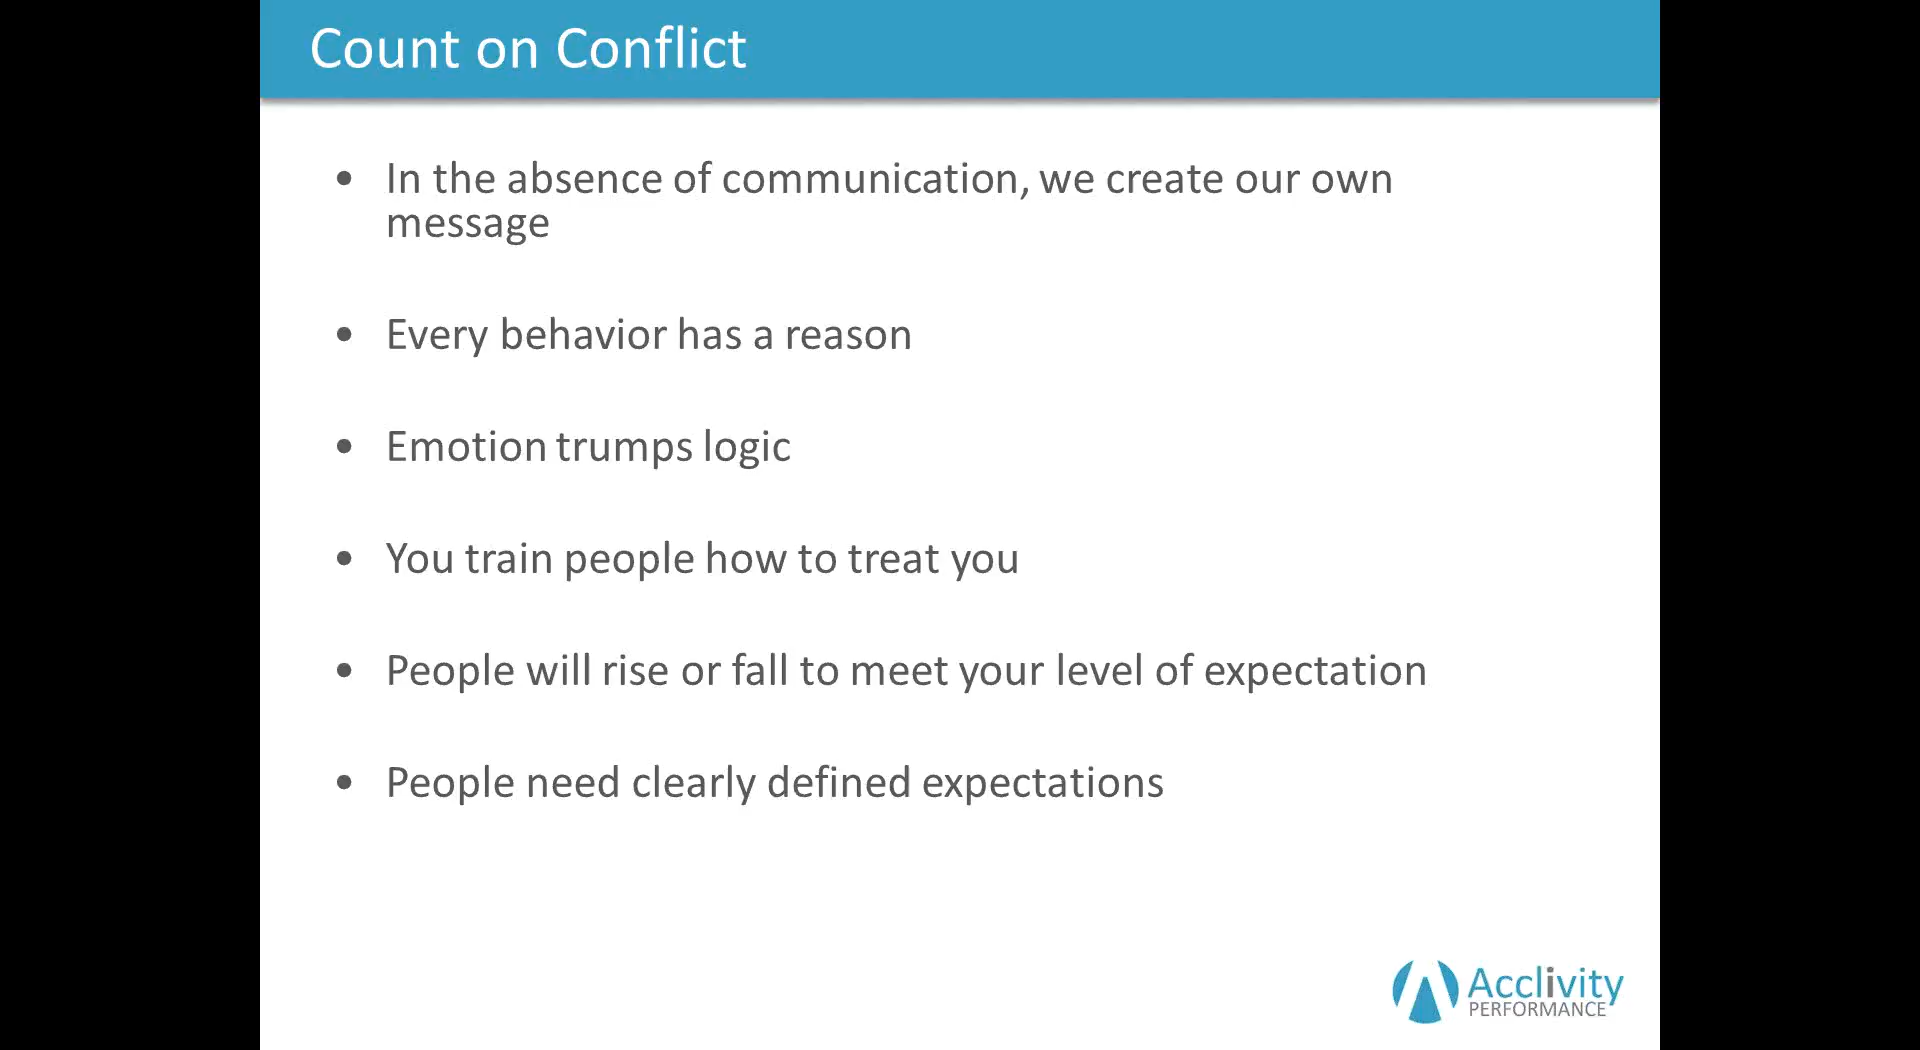 Count on Conflict
• In the absence of communication, we create our own
message
• Every behavior has a reason
• Emotion trumps logic
• You train people how to treat you
• People will rise or fall to meet your level of expectation
• People need clearly defined expectations
Acclivity
PERFORMANCE